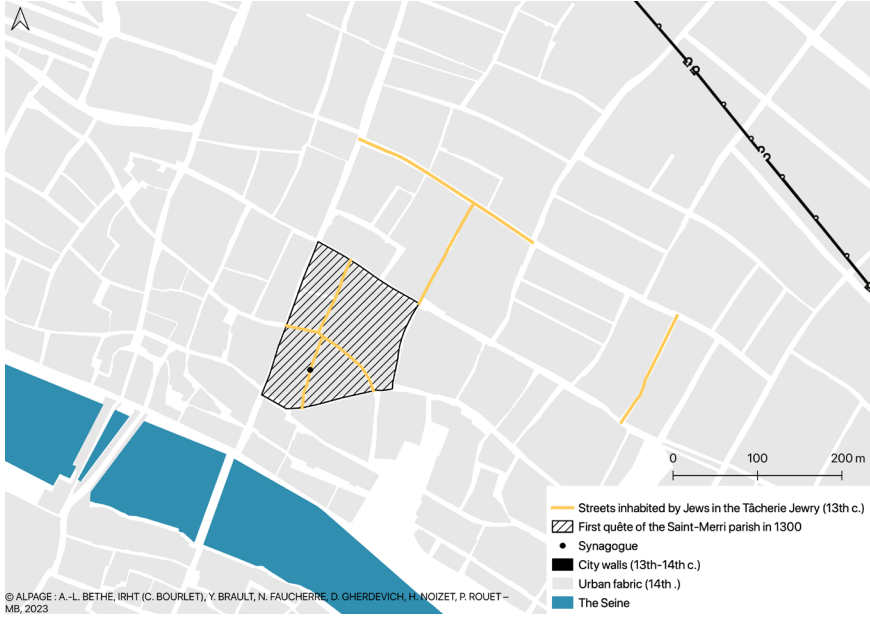 0 100 200 m
Streets inhabited by Jews in the Tâcherie Jewry (13th c.)
First quête of the Saint-Merri parish in 1300
Synagogue
City walls (13th-14th c.)
Urban fabric (14th .)
The Seine
© ALPAGE : A.-L. BETHE, IRHT (C. BOURLET), Y. BRAULT, N. FAUCHERRE, D. GHERDEVICH, H. NOIZET, P. ROUET –
MB, 2023